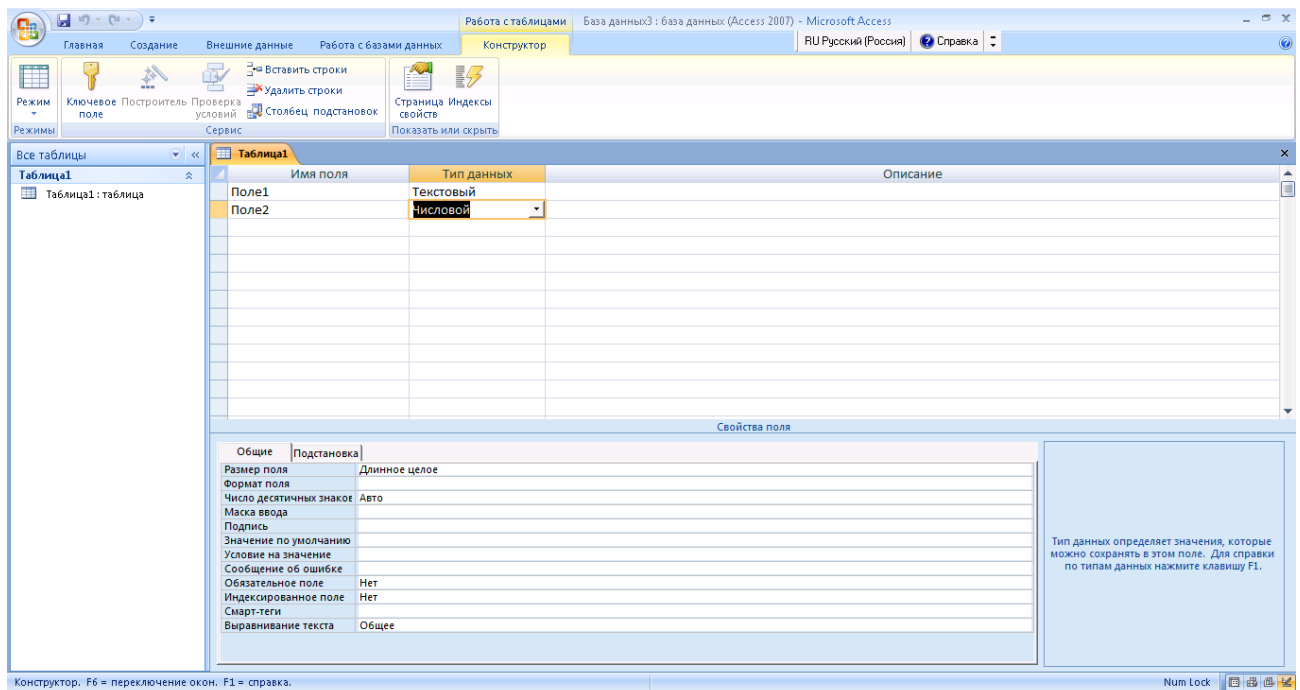 Работа с таблицами База данных3 : база данных (Access 2007) - Microsoft Access
Главная Создание Внешние данные Работа с базами данных Конструктор RU Русский (Россия) Справка
Режим
Ключевое поле
Построитель
Проверка условий
Вставить строки
Удалить строки
Столбец подстановок
Страница свойств
Индексы
Режимы Сервис Показать или скрыть
Все таблицы
Таблица1
Таблица1 : таблица
Таблица1
Имя поля Тип данных Описание
Поле1 Текстовый
Поле2 Числовой
Свойства поля
Общие Подстановка
Размер поля Длинное целое
Формат поля
Число десятичных знаков Авто
Маска ввода
Подпись
Значение по умолчанию
Условие на значение
Сообщение об ошибке
Обязательное поле Нет
Индексированное поле Нет
Смарт-теги
Выравнивание текста Общее
Тип данных определяет значения, которые
можно сохранять в этом поле. Для справки
по типам данных нажмите клавишу F1.
Конструктор. F6 = переключение окон. F1 = справка. Num Lock